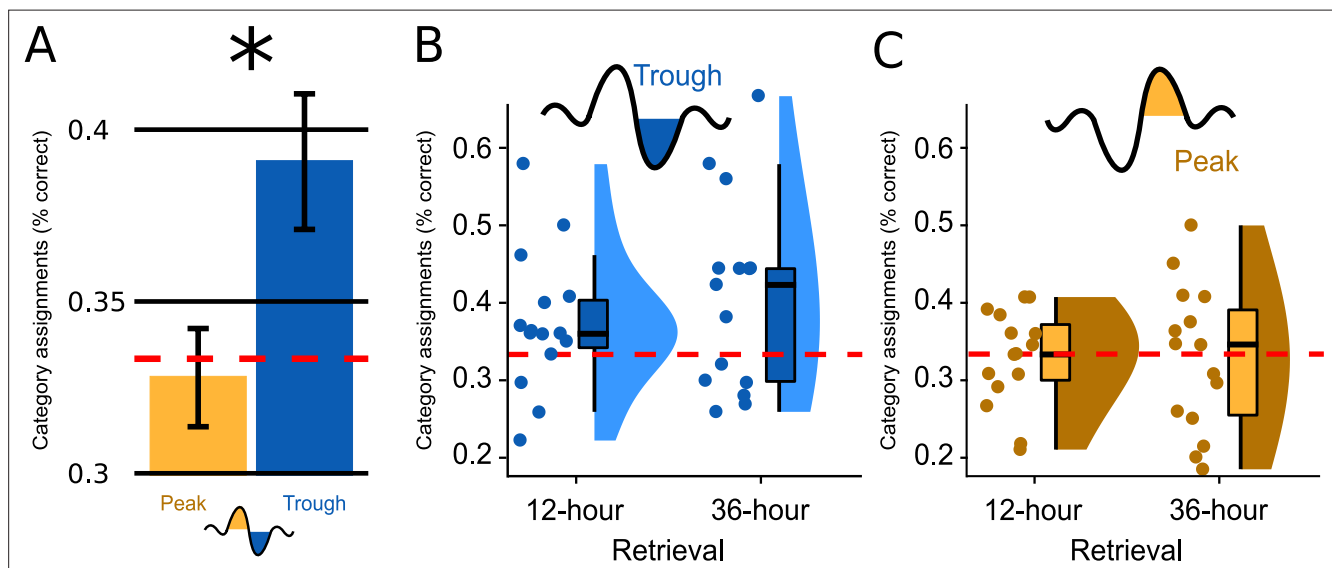 A
*
Category assignments (% correct)
0.4
0.35
0.3
Peak
Trough
B
Trough
Category assignments (% correct)
0.6
0.5
0.4
0.3
0.2
12-hour
36-hour
Retrieval
C
Peak
Category assignments (% correct)
0.6
0.5
0.4
0.3
0.2
12-hour
36-hour
Retrieval